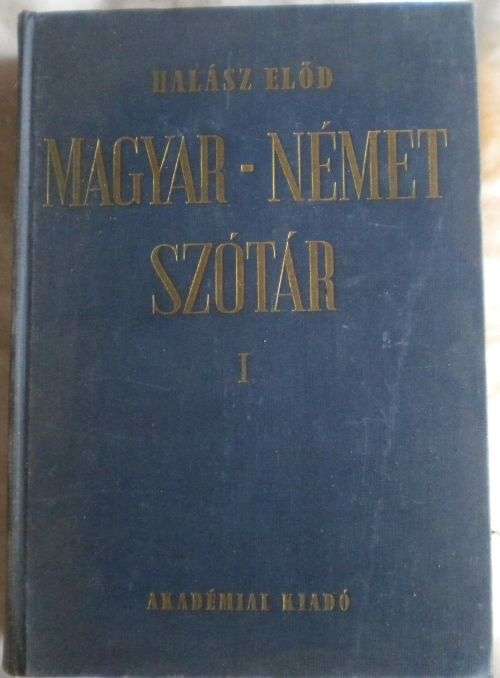 HALÁSZ ELŐD
MAGYAR - NÉMET
SZÓTÁR
I
AKADÉMIAI KIADÓ